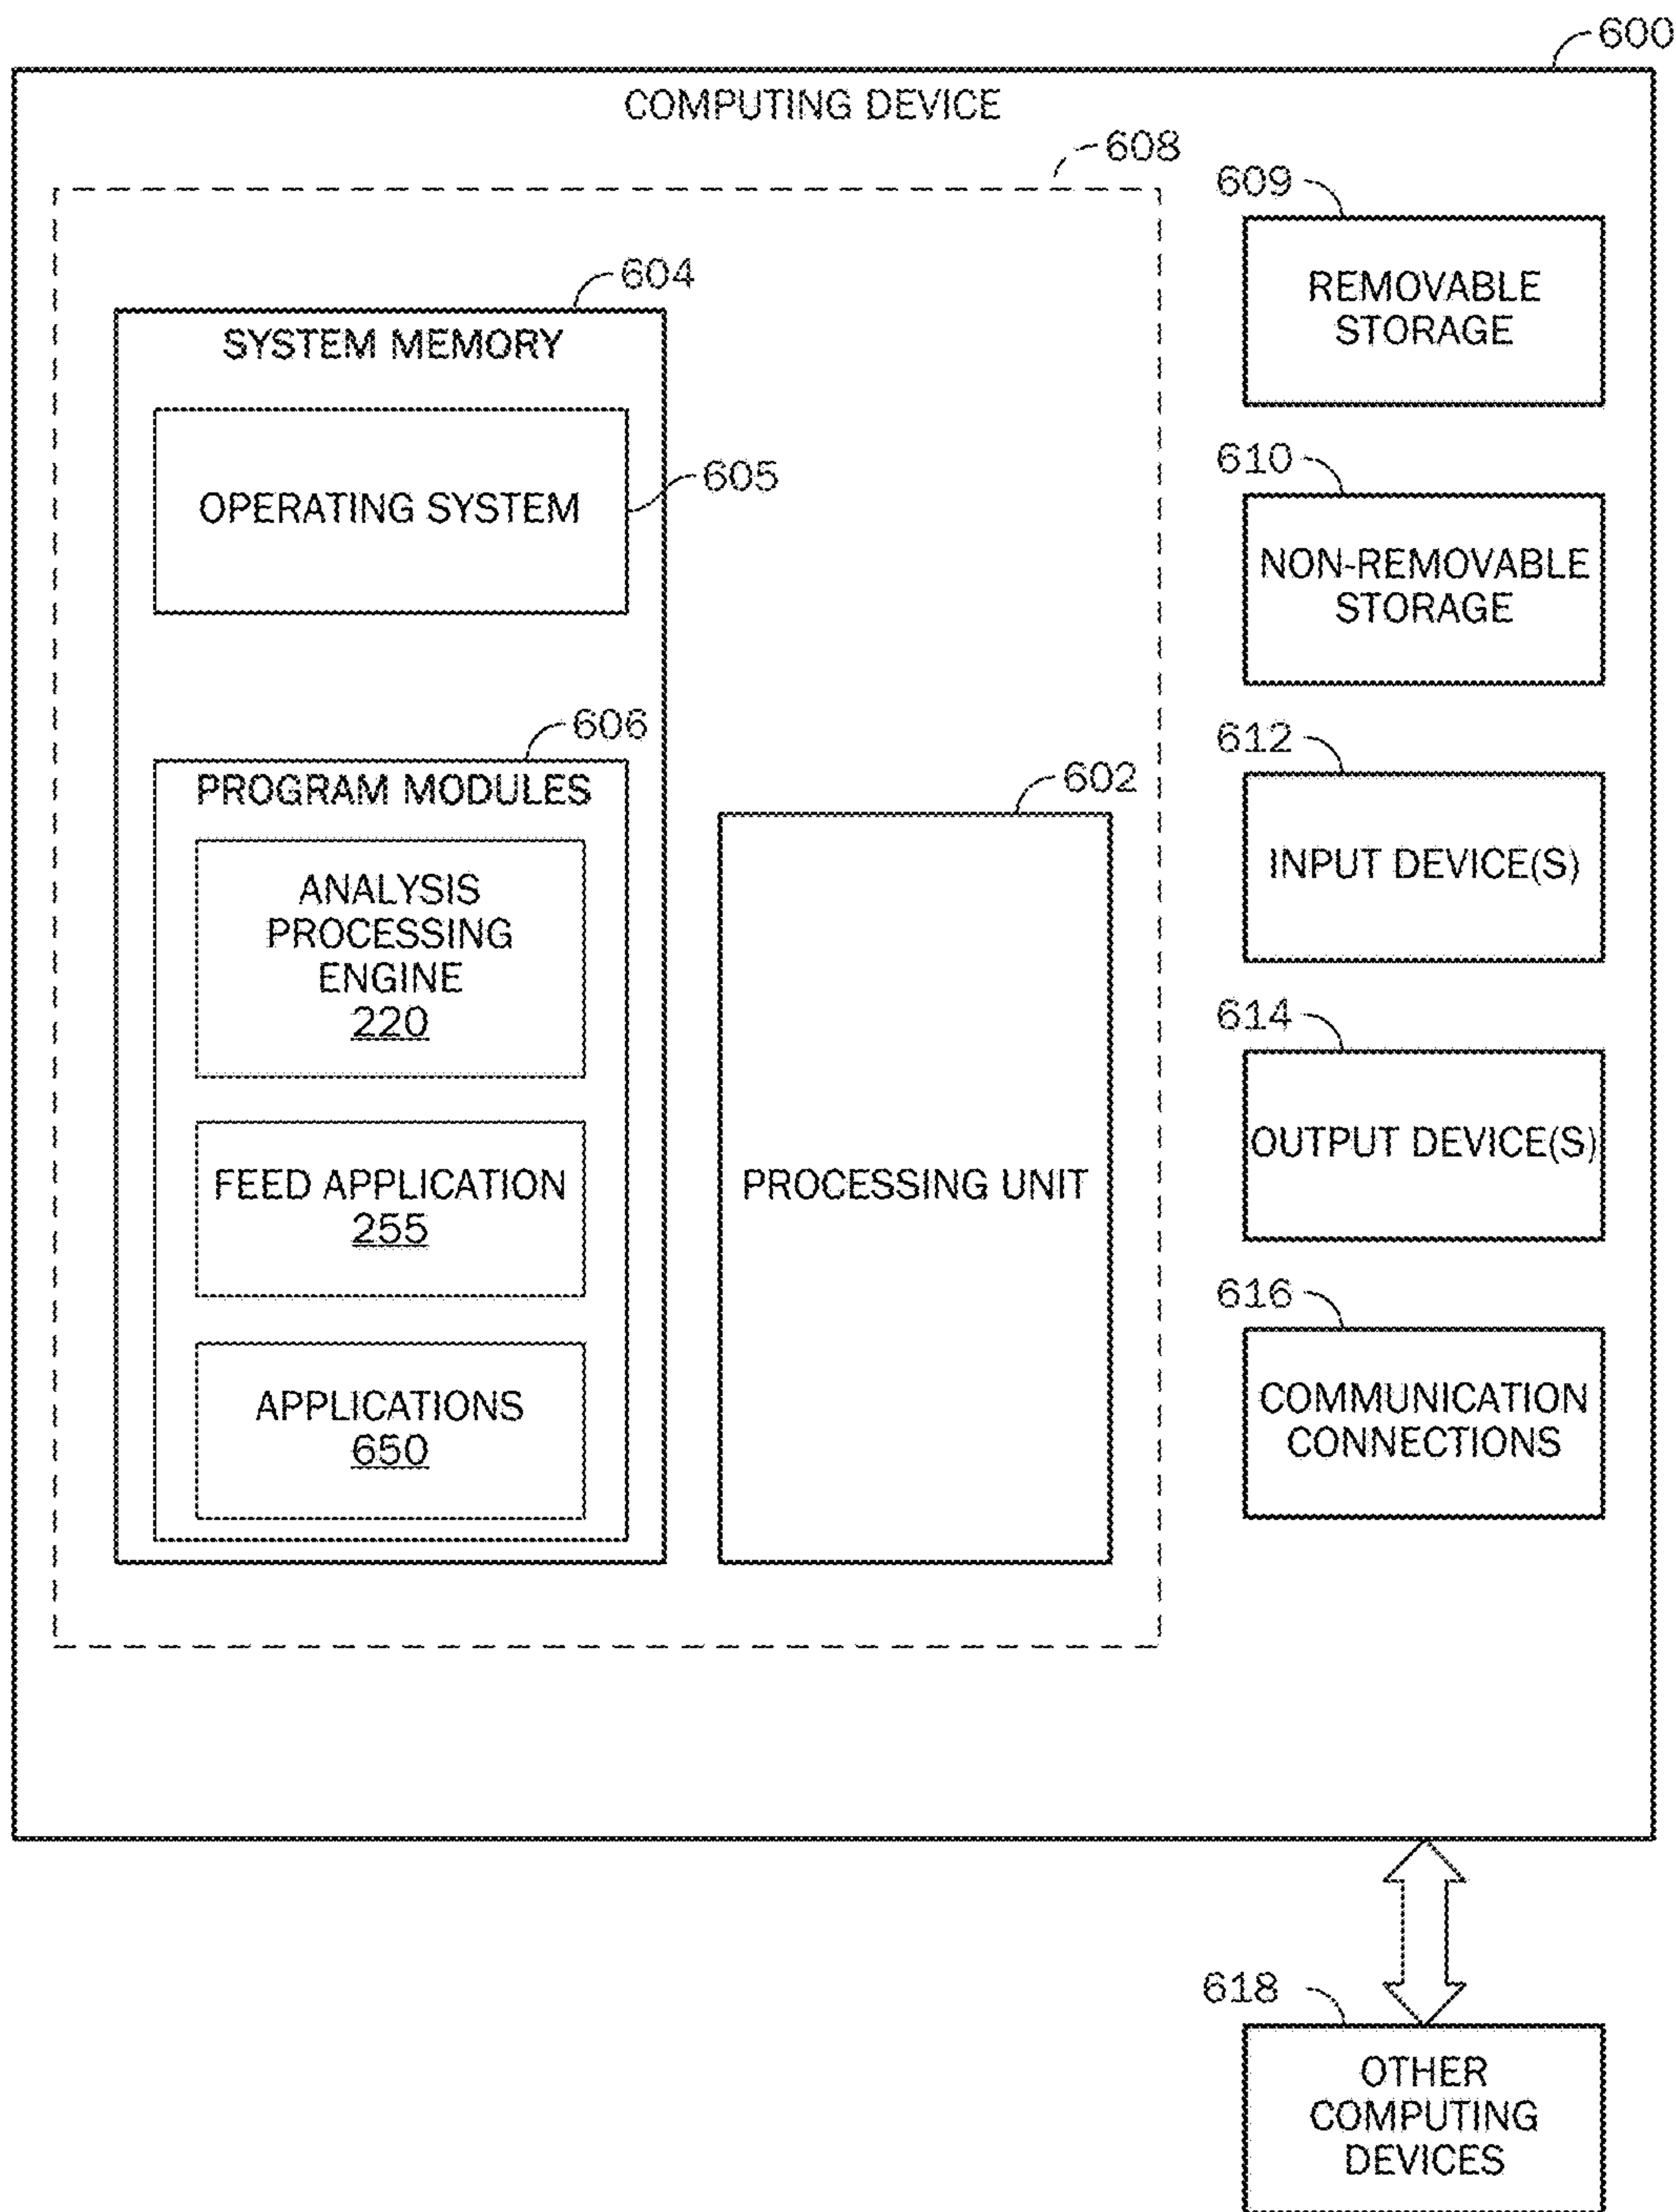 600
COMPUTING DEVICE
608
609
REMOVABLE
STORAGE
604
SYSTEM MEMORY
OPERATING SYSTEM
605
610
NON-REMOVABLE
STORAGE
606
PROGRAM MODULES
ANALYSIS
PROCESSING
ENGINE
220
FEED APPLICATION
255
APPLICATIONS
650
602
PROCESSING UNIT
612
INPUT DEVICE(S)
614
OUTPUT DEVICE(S)
616
COMMUNICATION
CONNECTIONS
618
OTHER
COMPUTING
DEVICES